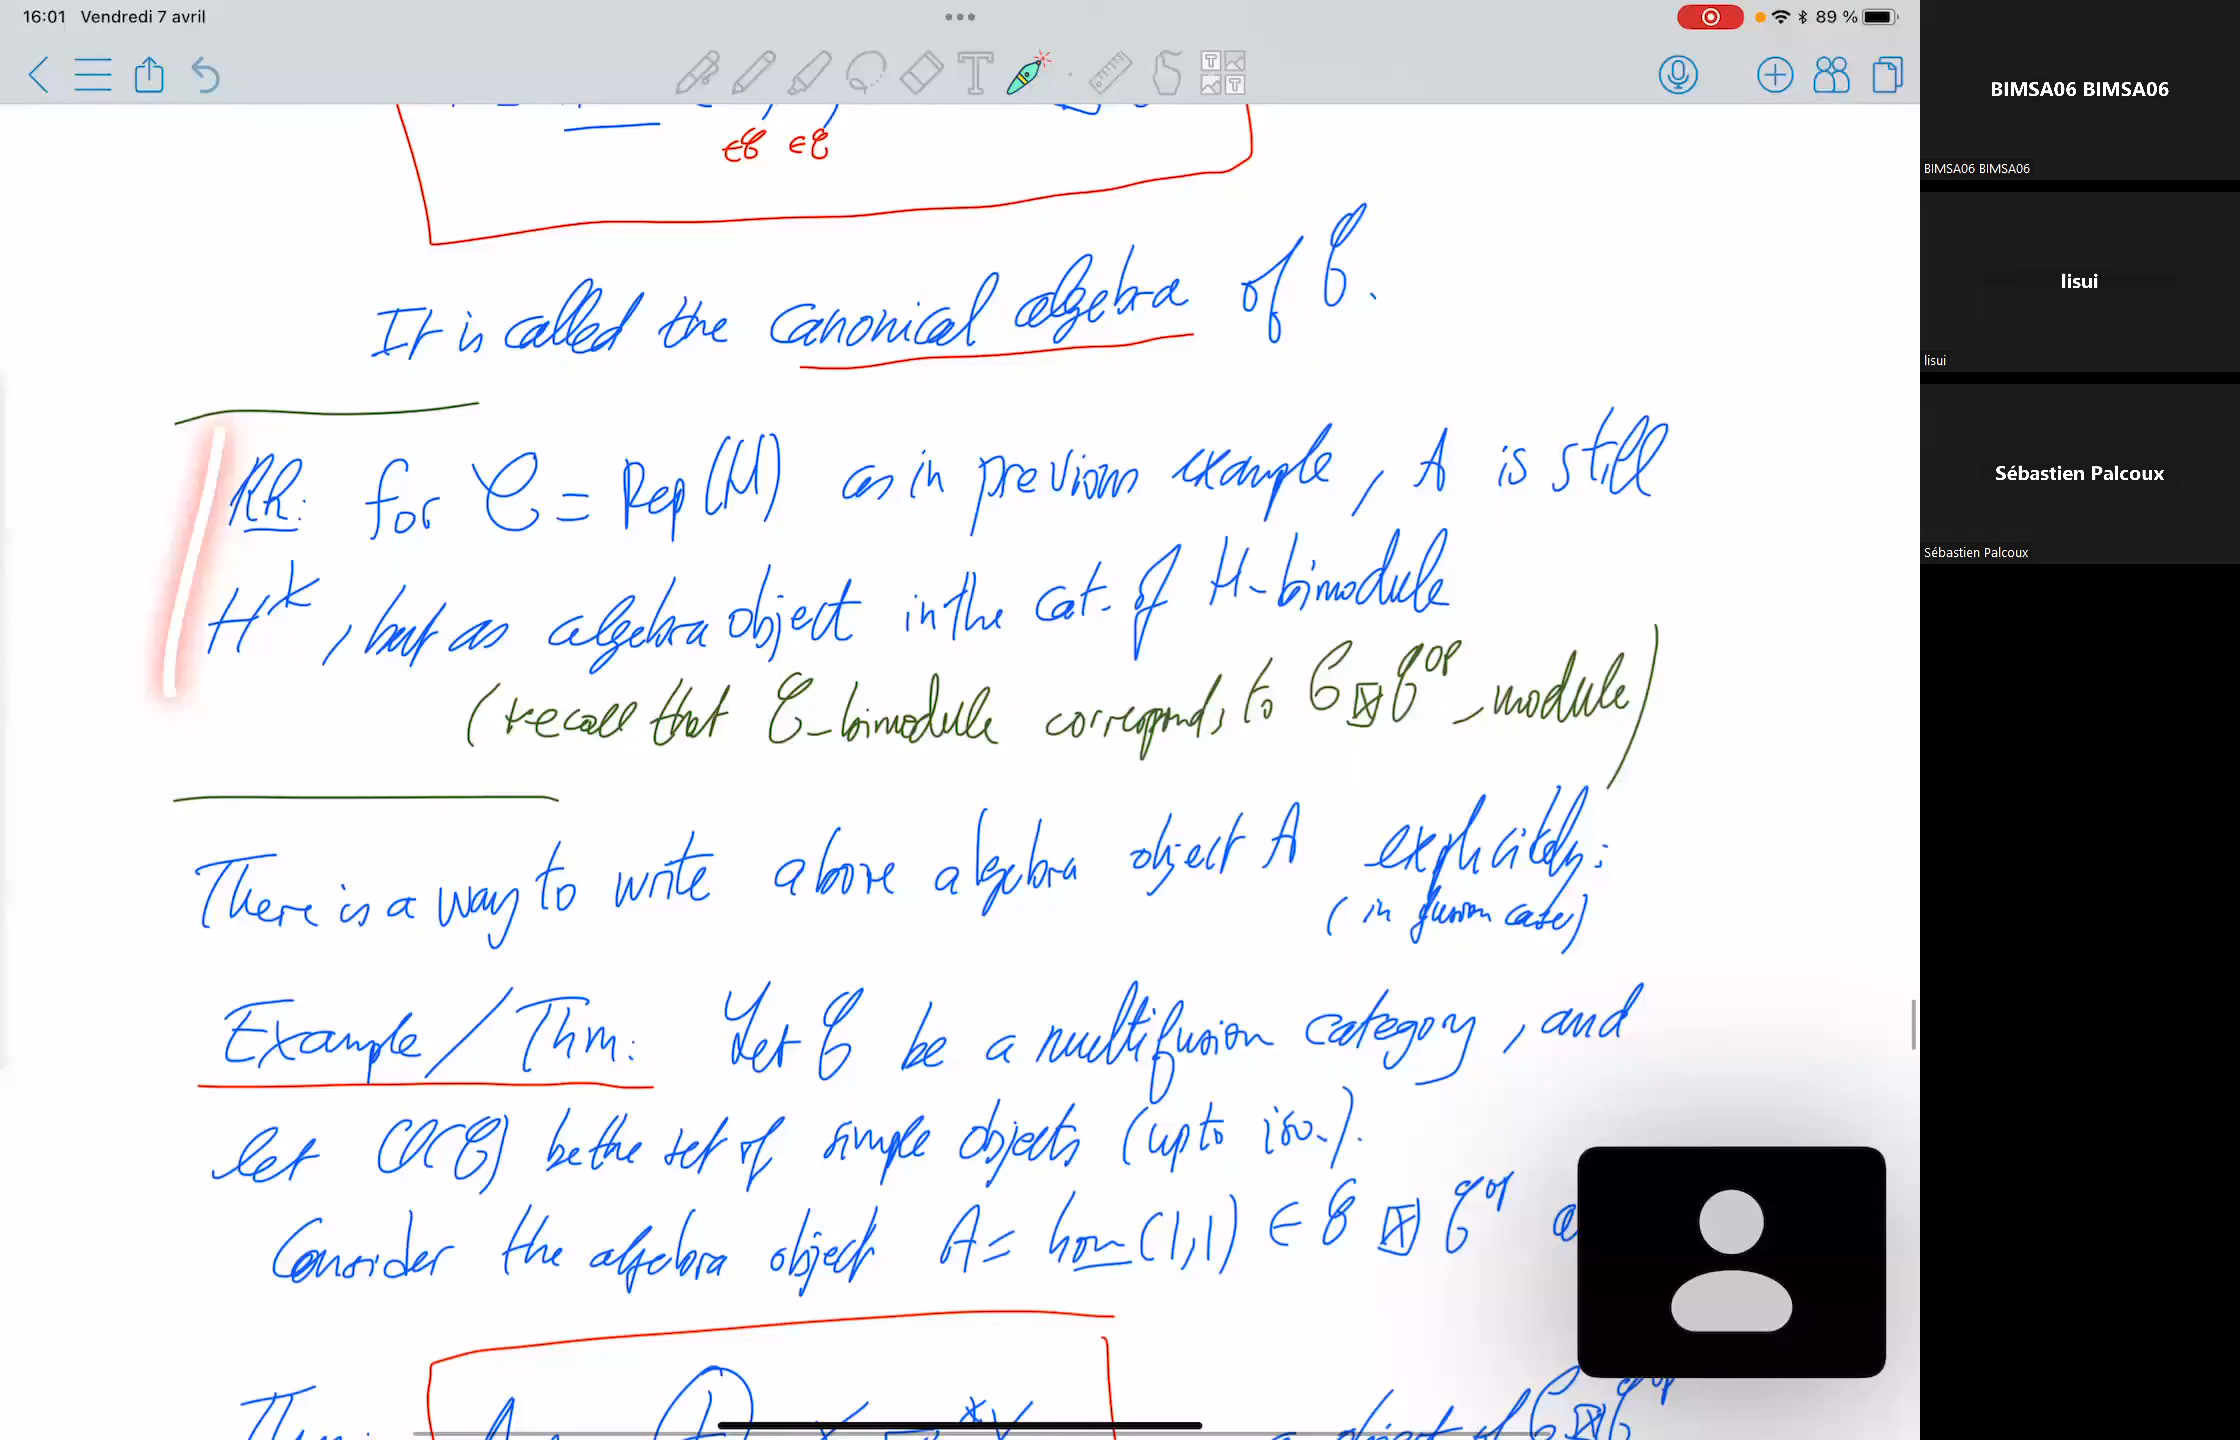 16:01 Vendredi 7 avril
89 %
∈𝒞 ∈𝒞
It is called the canonical algebra of 𝒞.
Rk: for 𝒞 = Rep(H) as in previous example, A is still
H*, but as algebra object in the cat. of H-bimodule
(recall that 𝒞-bimodule corresponds to 𝒞⊠𝒞^op-module)
There is a way to write above algebra object A explicitely:
(in fusion case)
Example/Thm: Let 𝒞 be a multifusion category, and
let O(𝒞) be the set of simple objects (up to iso.).
Consider the algebra object A = hom(1,1) ∈ 𝒞 ⊠ 𝒞^op
object of 𝒞⊠𝒞^op
BIMSA06 BIMSA06
BIMSA06 BIMSA06
lisui
lisui
Sébastien Palcoux
Sébastien Palcoux